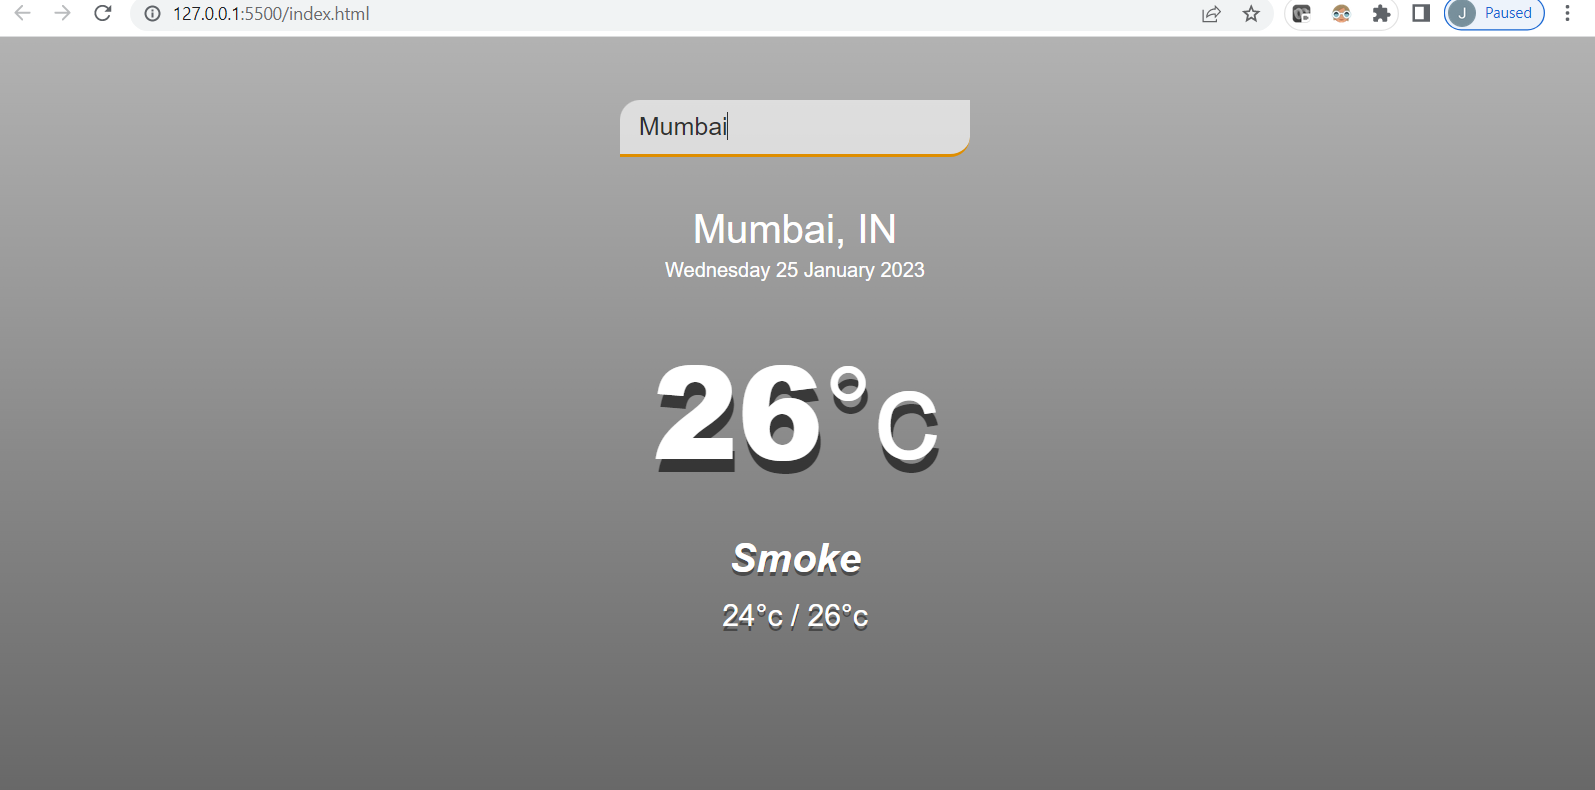 127.0.0.1:5500/index.html
J Paused
Mumbai
Mumbai, IN
Wednesday 25 January 2023
26°c
Smoke
24°c / 26°c